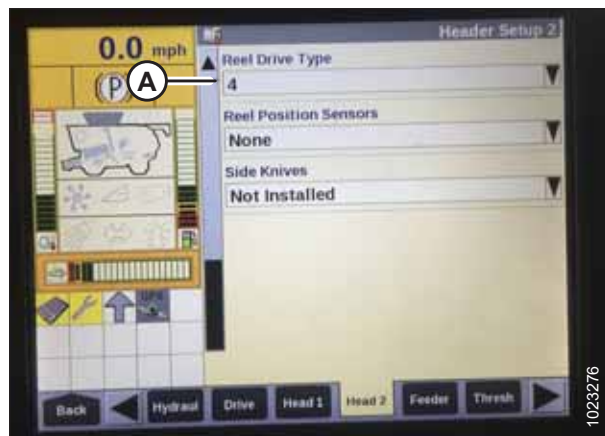 0.0 mph
Header Setup 2
(P)
A
Reel Drive Type
4
Reel Position Sensors
None
Side Knives
Not Installed
GPS
Back
Hydraul
Drive
Head 1
Head 2
Feeder
Thresh
1023276